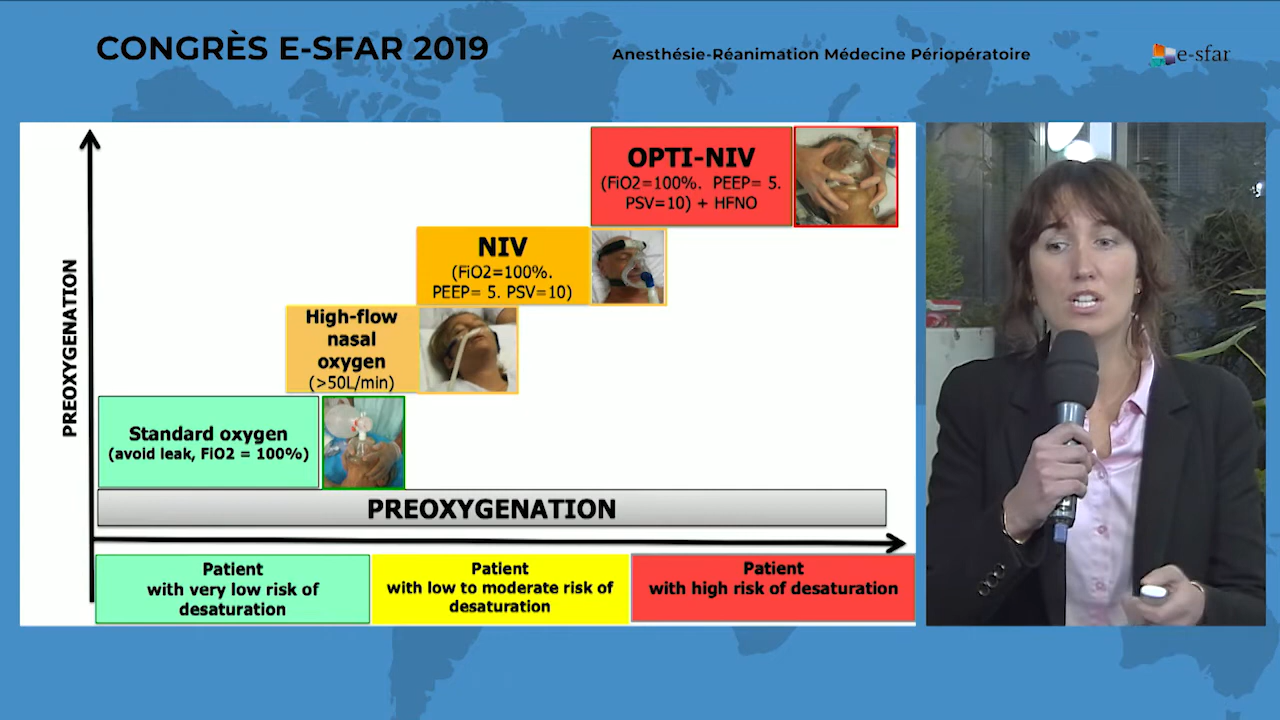 CONGRÈS E-SFAR 2019
Anesthésie-Réanimation Médecine Périopératoire
e-sfar
PREOXYGENATION
OPTI-NIV
(FiO2=100%. PEEP= 5.
PSV=10) + HFNO
NIV
(FiO2=100%.
PEEP= 5. PSV=10)
High-flow
nasal
oxygen
(>50L/min)
Standard oxygen
(avoid leak, FiO2 = 100%)
PREOXYGENATION
Patient
with very low risk of
desaturation
Patient
with low to moderate risk of
desaturation
Patient
with high risk of desaturation